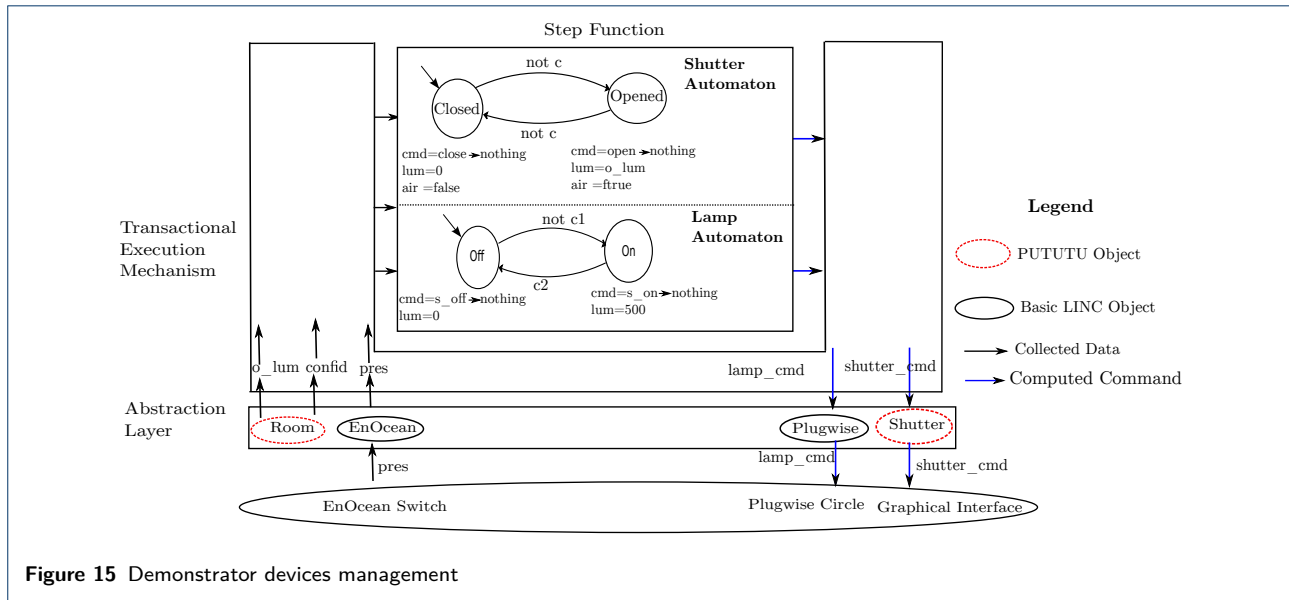 Step Function
not c
Shutter
Automaton
Closed
Opened
not c
cmd=close➔nothing
lum=0
air =false
cmd=open➔nothing
lum=o_lum
air =ftrue
Lamp
Automaton
not c1
Off
On
c2
cmd=s_off➔nothing
lum=0
cmd=s_on➔nothing
lum=500
Transactional
Execution
Mechanism
Legend
PUTUTU Object
Basic LINC Object
Collected Data
Computed Command
o_lum
confid
pres
lamp_cmd
shutter_cmd
Abstraction
Layer
Room
EnOcean
Plugwise
Shutter
pres
lamp_cmd
shutter_cmd
EnOcean Switch
Plugwise Circle
Graphical Interface
Figure 15 Demonstrator devices management